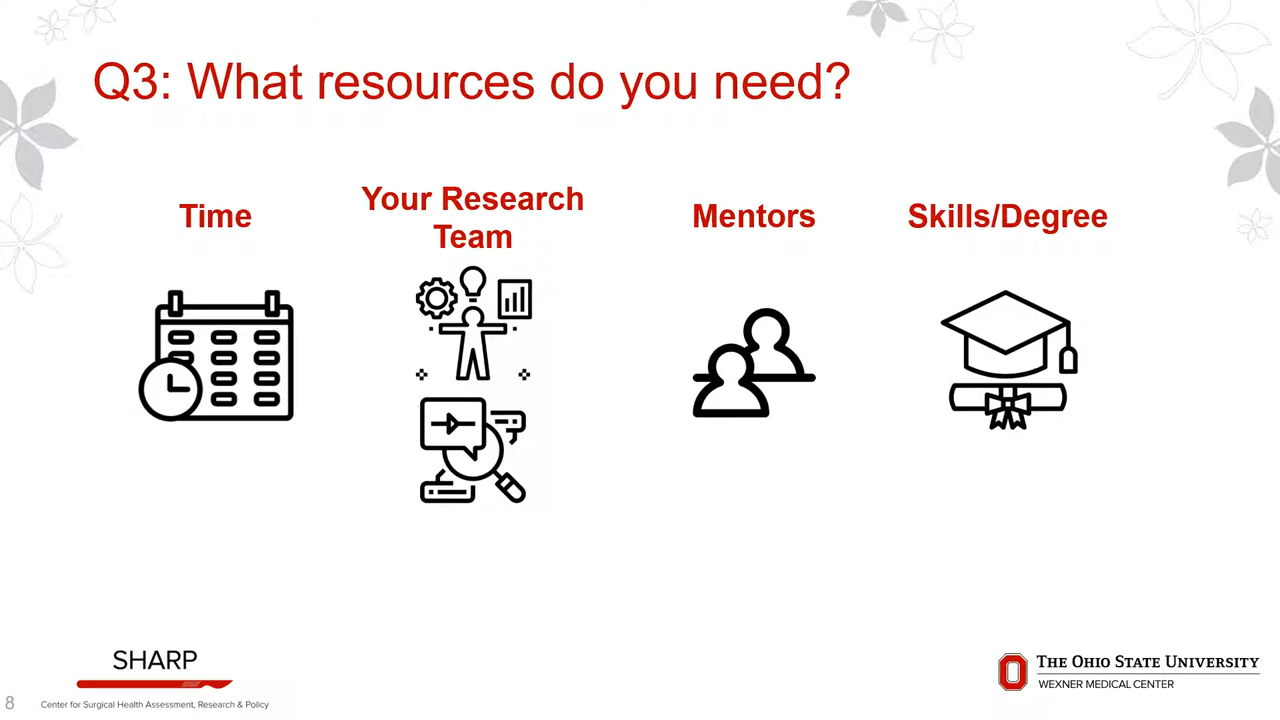 Q3: What resources do you need?
Time
Your Research
Team
Mentors
Skills/Degree
SHARP
Center for Surgical Health Assessment, Research & Policy
8
THE OHIO STATE UNIVERSITY
WEXNER MEDICAL CENTER